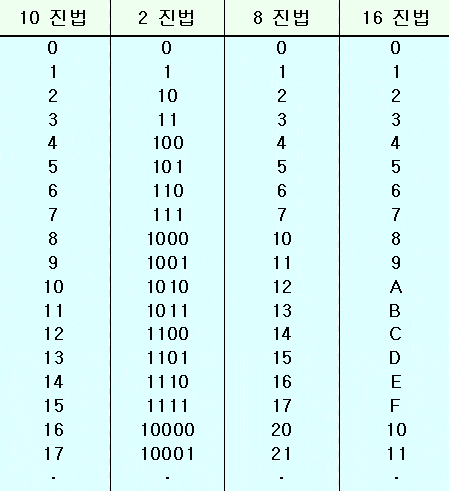 10 진법 2 진법 8 진법 16 진법
0 0 0 0
1 1 1 1
2 10 2 2
3 11 3 3
4 100 4 4
5 101 5 5
6 110 6 6
7 111 7 7
8 1000 10 8
9 1001 11 9
10 1010 12 A
11 1011 13 B
12 1100 14 C
13 1101 15 D
14 1110 16 E
15 1111 17 F
16 10000 20 10
17 10001 21 11
. . . .